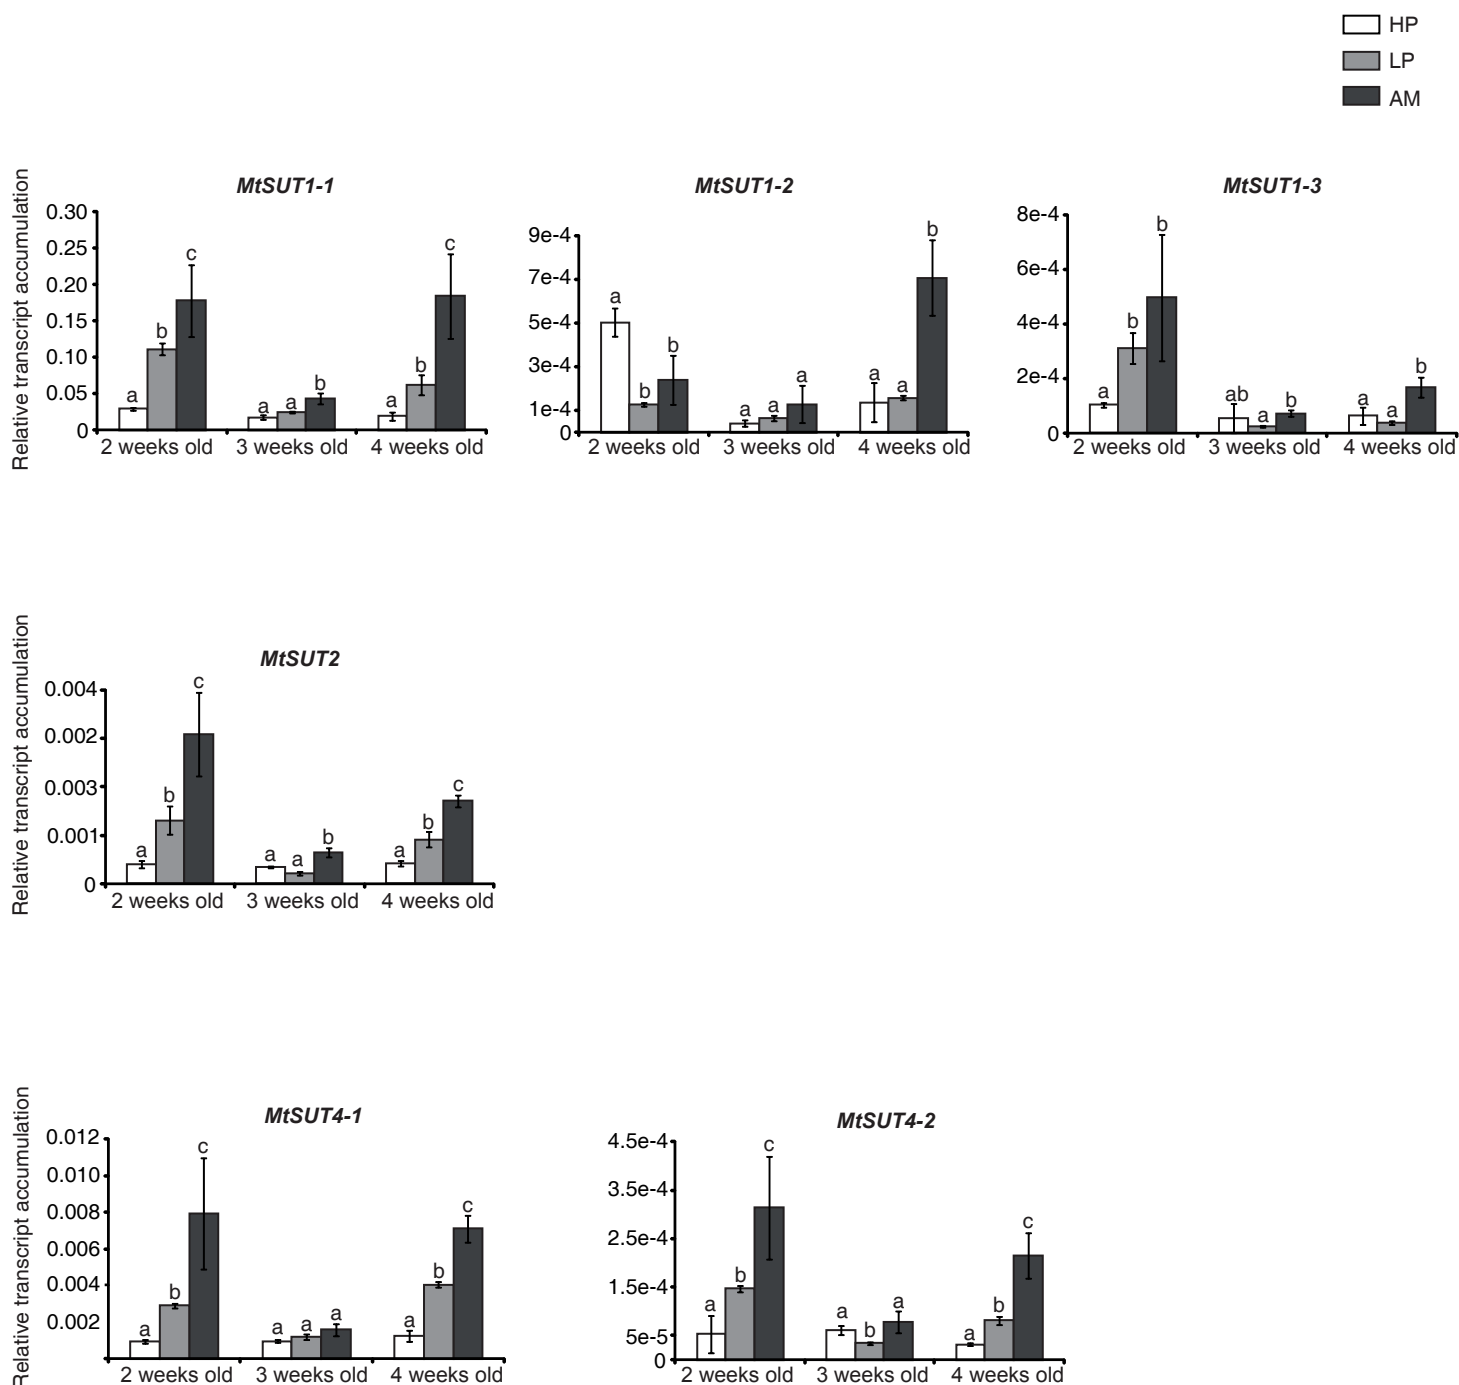 HP
LP
AM
Relative transcript accumulation
MtSUT1-1
0.30
0.25
0.20
0.15
0.10
0.05
0
a
b
c
a
a
b
a
b
c
2 weeks old
3 weeks old
4 weeks old
MtSUT1-2
9e-4
7e-4
5e-4
3e-4
1e-4
0
a
b
b
a
a
a
a
a
b
2 weeks old
3 weeks old
4 weeks old
MtSUT1-3
8e-4
6e-4
4e-4
2e-4
0
a
b
b
ab
a
b
a
a
b
2 weeks old
3 weeks old
4 weeks old
Relative transcript accumulation
MtSUT2
0.004
0.002
0.003
0.001
0
a
b
c
a
a
b
a
b
c
2 weeks old
3 weeks old
4 weeks old
Relative transcript accumulation
MtSUT4-1
0.012
0.010
0.008
0.006
0.004
0.002
a
b
c
a
a
a
a
b
c
2 weeks old
3 weeks old
4 weeks old
MtSUT4-2
4.5e-4
3.5e-4
2.5e-4
1.5e-4
5e-5
0
a
b
c
a
b
a
a
b
c
2 weeks old
3 weeks old
4 weeks old